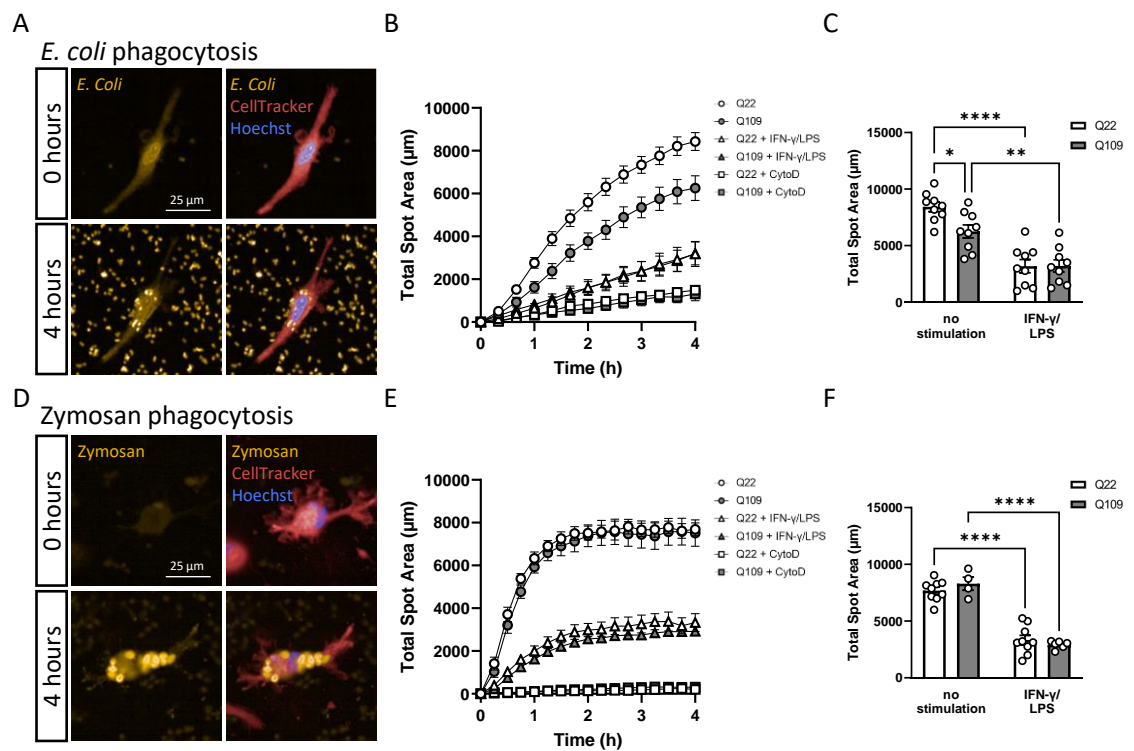 A
E. coli phagocytosis
0 hours
E. Coli
25 µm
E. Coli
CellTracker
Hoechst
4 hours
B
Total Spot Area (µm)
10000
8000
6000
4000
2000
0
0
1
2
3
4
Time (h)
Q22
Q109
Q22 + IFN-γ/LPS
Q109 + IFN-γ/LPS
Q22 + CytoD
Q109 + CytoD
C
Total Spot Area (µm)
15000
10000
5000
0
****
*
**
no
stimulation
IFN-γ/
LPS
Q22
Q109
D
Zymosan phagocytosis
0 hours
Zymosan
25 µm
Zymosan
CellTracker
Hoechst
4 hours
E
Total Spot Area (µm)
10000
8000
6000
4000
2000
0
0
1
2
3
4
Time (h)
Q22
Q109
Q22 + IFN-γ/LPS
Q109 + IFN-γ/LPS
Q22 + CytoD
Q109 + CytoD
F
Total Spot Area (µm)
15000
10000
5000
0
****
****
no
stimulation
IFN-γ/
LPS
Q22
Q109